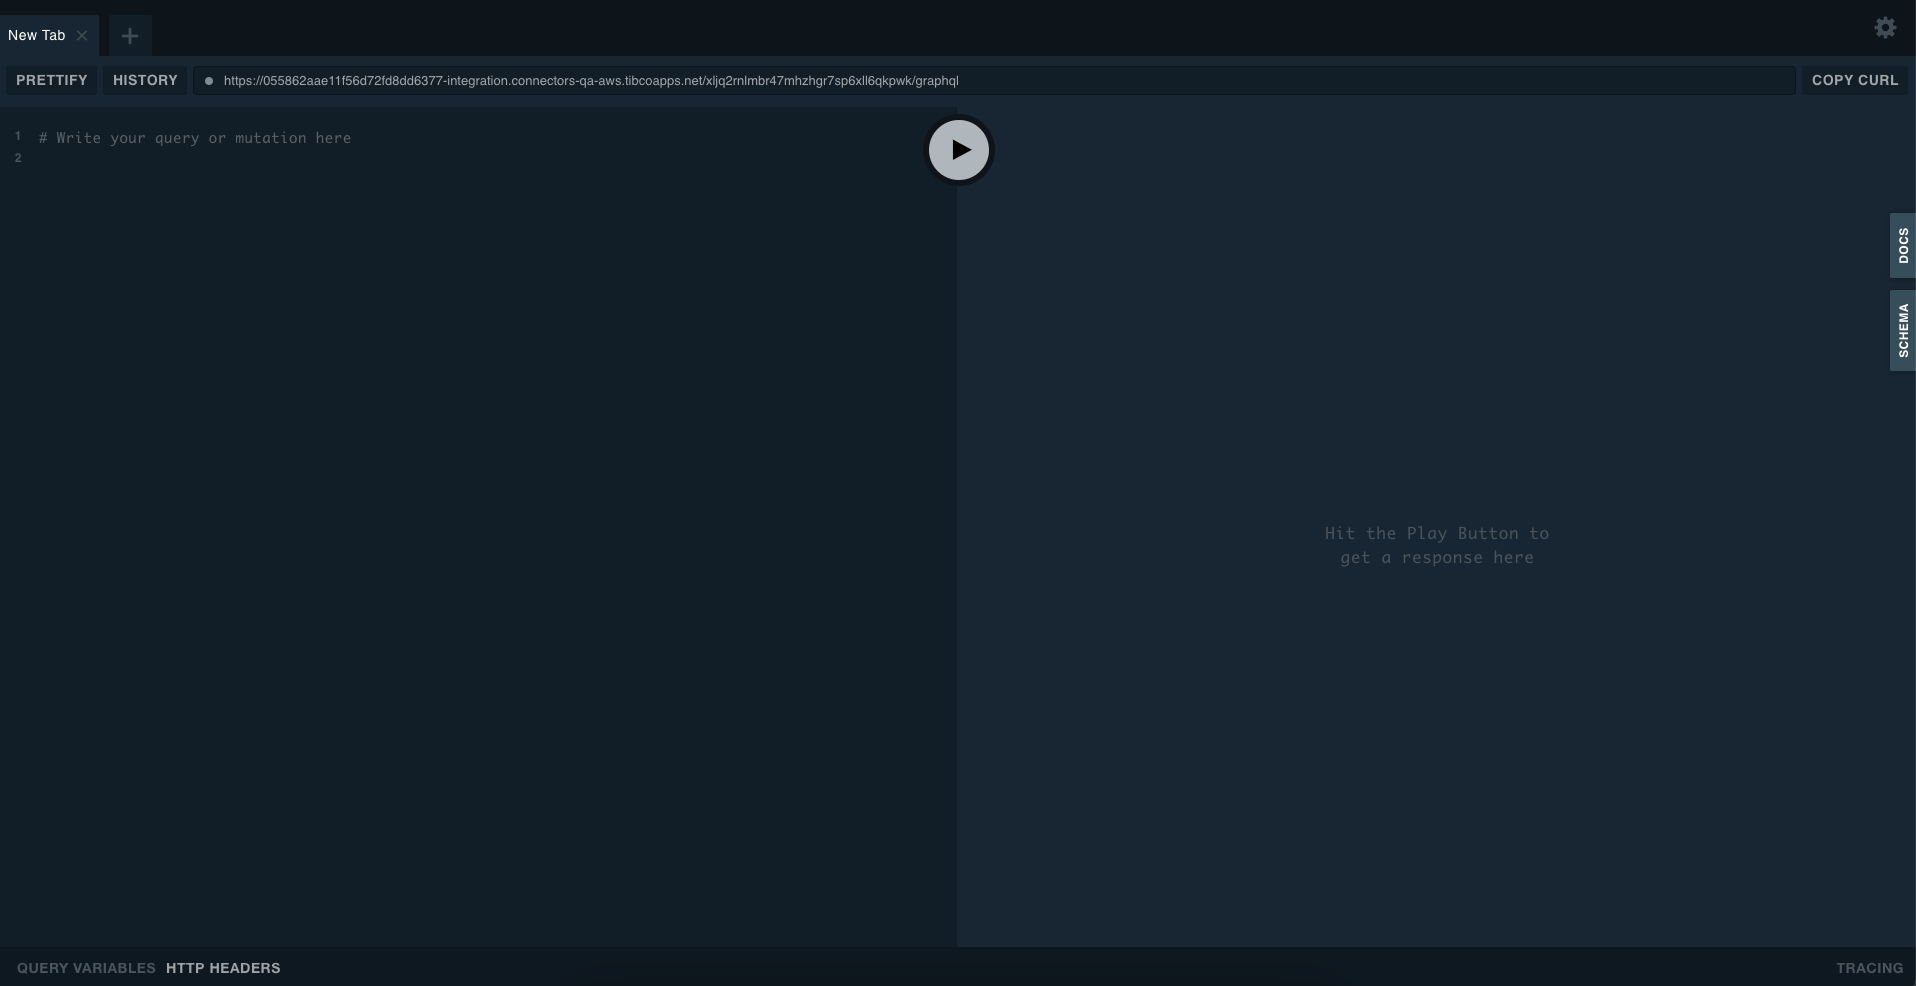 New Tab
PRETTIFY
HISTORY
https://055862aae11f56d72fd8dd6377-integration.connectors-qa-aws.tibcoapps.net/xljq2rnlmbr47mhzhgr7sp6xll6qkpwk/graphql
COPY CURL
1 # Write your query or mutation here
2
DOCS
SCHEMA
Hit the Play Button to
get a response here
QUERY VARIABLES HTTP HEADERS
TRACING